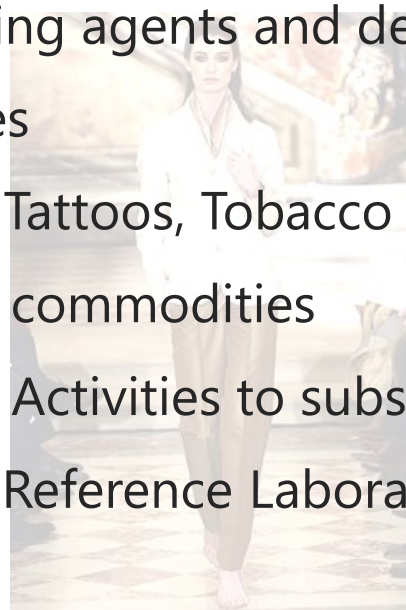 ing agents and de
es
Tattoos, Tobacco
commodities
Activities to subs
Reference Labora